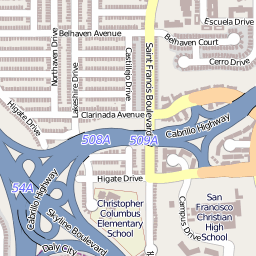 Escuela Drive
Belhaven Avenue
Belhaven Court
Cerro Drive
Northaven Drive
Lakeshire Drive
Castillejo Drive
Saint Francis Boulevard
Higate Drive
Clarinada Avenue
Cabrillo Highway
508A
509A
54A
Cabrillo Highway
Higate Drive
Skyline Boulevard
Daly City
Christopher
Columbus
Elementary
School
Campus Drive
San
Francisco
Christian
High
School